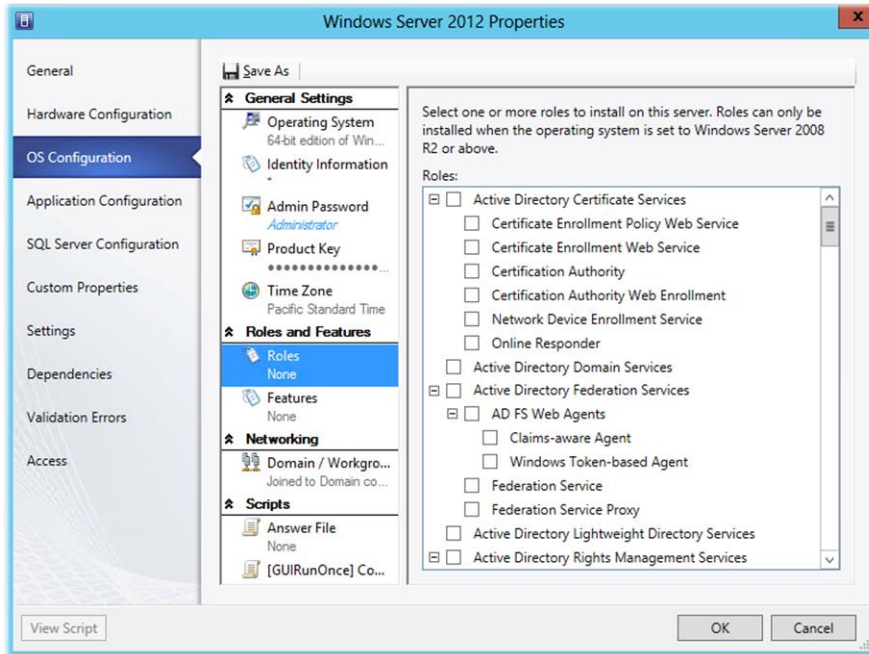 Windows Server 2012 Properties
x
General
Hardware Configuration
OS Configuration
Application Configuration
SQL Server Configuration
Custom Properties
Settings
Dependencies
Validation Errors
Access
Save As
General Settings
Operating System
64-bit edition of Win...
Identity Information
-
Admin Password
Administrator
Product Key
●●●●●●●●●●●●●●...
Time Zone
Pacific Standard Time
Roles and Features
Roles
None
Features
None
Networking
Domain / Workgro...
Joined to Domain co...
Scripts
Answer File
None
[GUIRunOnce] Co...
Select one or more roles to install on this server. Roles can only be
installed when the operating system is set to Windows Server 2008
R2 or above.
Roles:
Active Directory Certificate Services
Certificate Enrollment Policy Web Service
Certificate Enrollment Web Service
Certification Authority
Certification Authority Web Enrollment
Network Device Enrollment Service
Online Responder
Active Directory Domain Services
Active Directory Federation Services
AD FS Web Agents
Claims-aware Agent
Windows Token-based Agent
Federation Service
Federation Service Proxy
Active Directory Lightweight Directory Services
Active Directory Rights Management Services
View Script
OK
Cancel